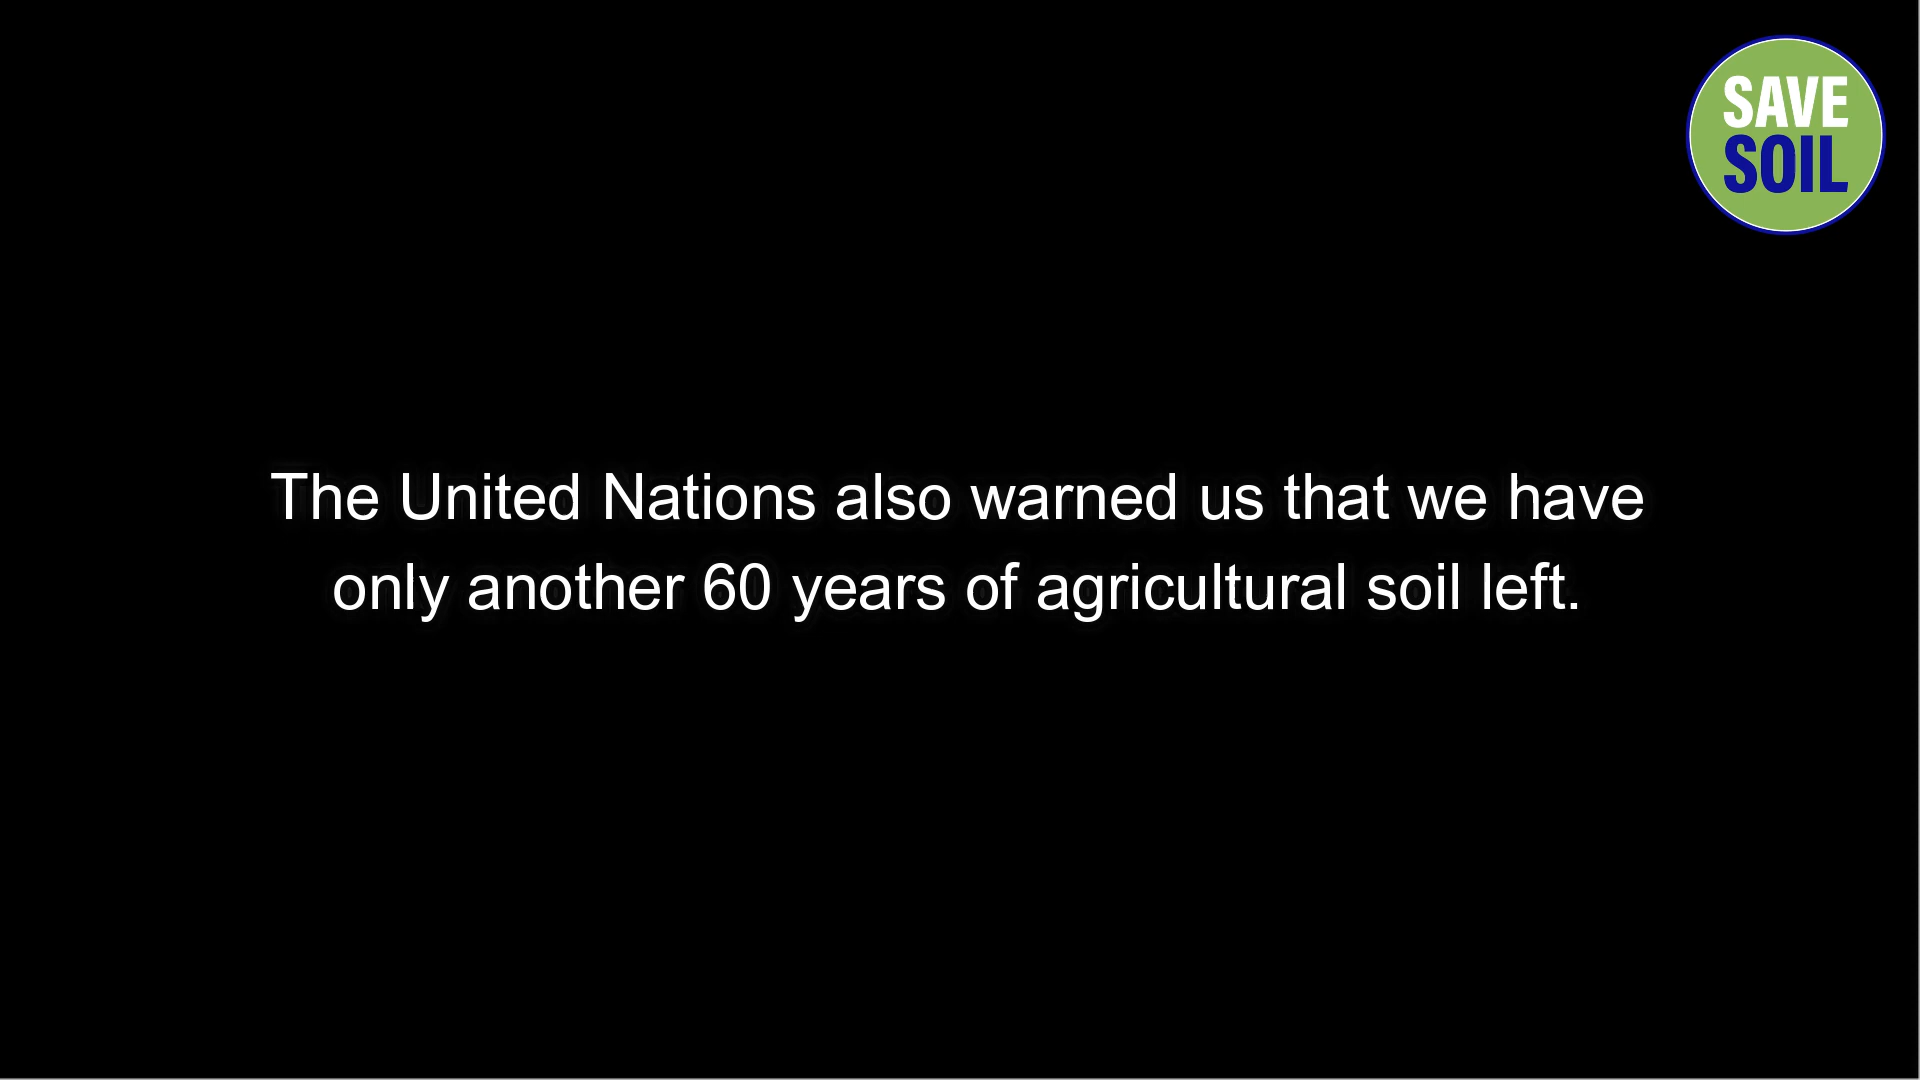 SAVE
SOIL
The United Nations also warned us that we have
only another 60 years of agricultural soil left.